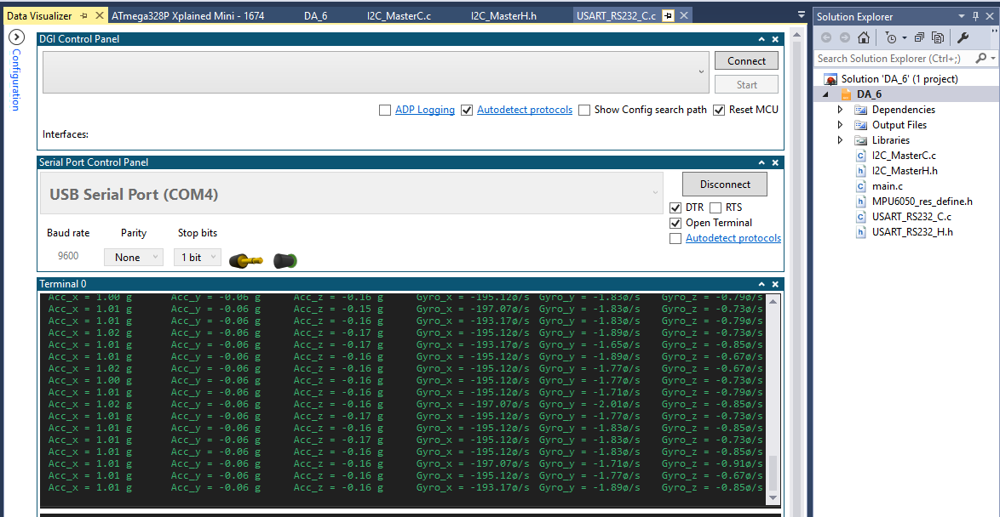 Data Visualizer ATmega328P Xplained Mini - 1674 DA_6 I2C_MasterC.c I2C_MasterH.h USART_RS232_C.c
Configuration
DGI Control Panel
Connect
Start
ADP Logging Autodetect protocols Show Config search path Reset MCU
Interfaces:
Serial Port Control Panel
USB Serial Port (COM4)
Disconnect
DTR RTS
Open Terminal
Autodetect protocols
Baud rate Parity Stop bits
9600 None 1 bit
Terminal 0
Acc_x = 1.00 g Acc_y = -0.06 g Acc_z = -0.16 g Gyro_x = -195.12ø/s Gyro_y = -1.83ø/s Gyro_z = -0.79ø/s
Acc_x = 1.01 g Acc_y = -0.06 g Acc_z = -0.15 g Gyro_x = -197.07ø/s Gyro_y = -1.83ø/s Gyro_z = -0.73ø/s
Acc_x = 1.01 g Acc_y = -0.06 g Acc_z = -0.16 g Gyro_x = -193.17ø/s Gyro_y = -1.83ø/s Gyro_z = -0.79ø/s
Acc_x = 1.02 g Acc_y = -0.06 g Acc_z = -0.17 g Gyro_x = -195.12ø/s Gyro_y = -1.89ø/s Gyro_z = -0.73ø/s
Acc_x = 1.01 g Acc_y = -0.06 g Acc_z = -0.17 g Gyro_x = -193.17ø/s Gyro_y = -1.65ø/s Gyro_z = -0.85ø/s
Acc_x = 1.01 g Acc_y = -0.06 g Acc_z = -0.16 g Gyro_x = -195.12ø/s Gyro_y = -1.89ø/s Gyro_z = -0.67ø/s
Acc_x = 1.02 g Acc_y = -0.06 g Acc_z = -0.16 g Gyro_x = -195.12ø/s Gyro_y = -1.77ø/s Gyro_z = -0.67ø/s
Acc_x = 1.00 g Acc_y = -0.06 g Acc_z = -0.16 g Gyro_x = -195.12ø/s Gyro_y = -1.77ø/s Gyro_z = -0.73ø/s
Acc_x = 1.01 g Acc_y = -0.06 g Acc_z = -0.16 g Gyro_x = -195.12ø/s Gyro_y = -1.71ø/s Gyro_z = -0.79ø/s
Acc_x = 1.02 g Acc_y = -0.06 g Acc_z = -0.16 g Gyro_x = -197.07ø/s Gyro_y = -2.01ø/s Gyro_z = -0.85ø/s
Acc_x = 1.01 g Acc_y = -0.06 g Acc_z = -0.17 g Gyro_x = -195.12ø/s Gyro_y = -1.77ø/s Gyro_z = -0.73ø/s
Acc_x = 1.01 g Acc_y = -0.06 g Acc_z = -0.16 g Gyro_x = -195.12ø/s Gyro_y = -1.83ø/s Gyro_z = -0.85ø/s
Acc_x = 1.01 g Acc_y = -0.06 g Acc_z = -0.17 g Gyro_x = -195.12ø/s Gyro_y = -1.83ø/s Gyro_z = -0.73ø/s
Acc_x = 1.01 g Acc_y = -0.06 g Acc_z = -0.16 g Gyro_x = -195.12ø/s Gyro_y = -1.83ø/s Gyro_z = -0.85ø/s
Acc_x = 1.01 g Acc_y = -0.06 g Acc_z = -0.16 g Gyro_x = -197.07ø/s Gyro_y = -1.71ø/s Gyro_z = -0.91ø/s
Acc_x = 1.01 g Acc_y = -0.06 g Acc_z = -0.16 g Gyro_x = -195.12ø/s Gyro_y = -1.77ø/s Gyro_z = -0.67ø/s
Acc_x = 1.01 g Acc_y = -0.06 g Acc_z = -0.16 g Gyro_x = -193.17ø/s Gyro_y = -1.89ø/s Gyro_z = -0.85ø/s
Solution Explorer
Search Solution Explorer (Ctrl+;)
Solution 'DA_6' (1 project)
DA_6
Dependencies
Output Files
Libraries
I2C_MasterC.c
I2C_MasterH.h
main.c
MPU6050_res_define.h
USART_RS232_C.c
USART_RS232_H.h